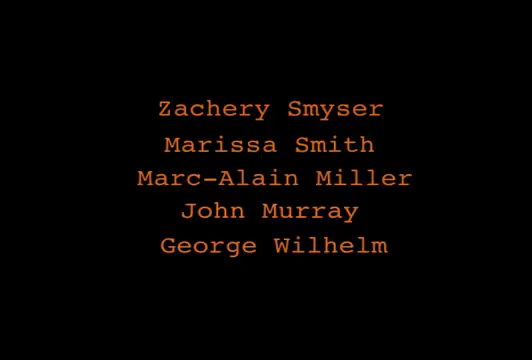 Zachery Smyser
Marissa Smith
Marc-Alain Miller
John Murray
George Wilhelm